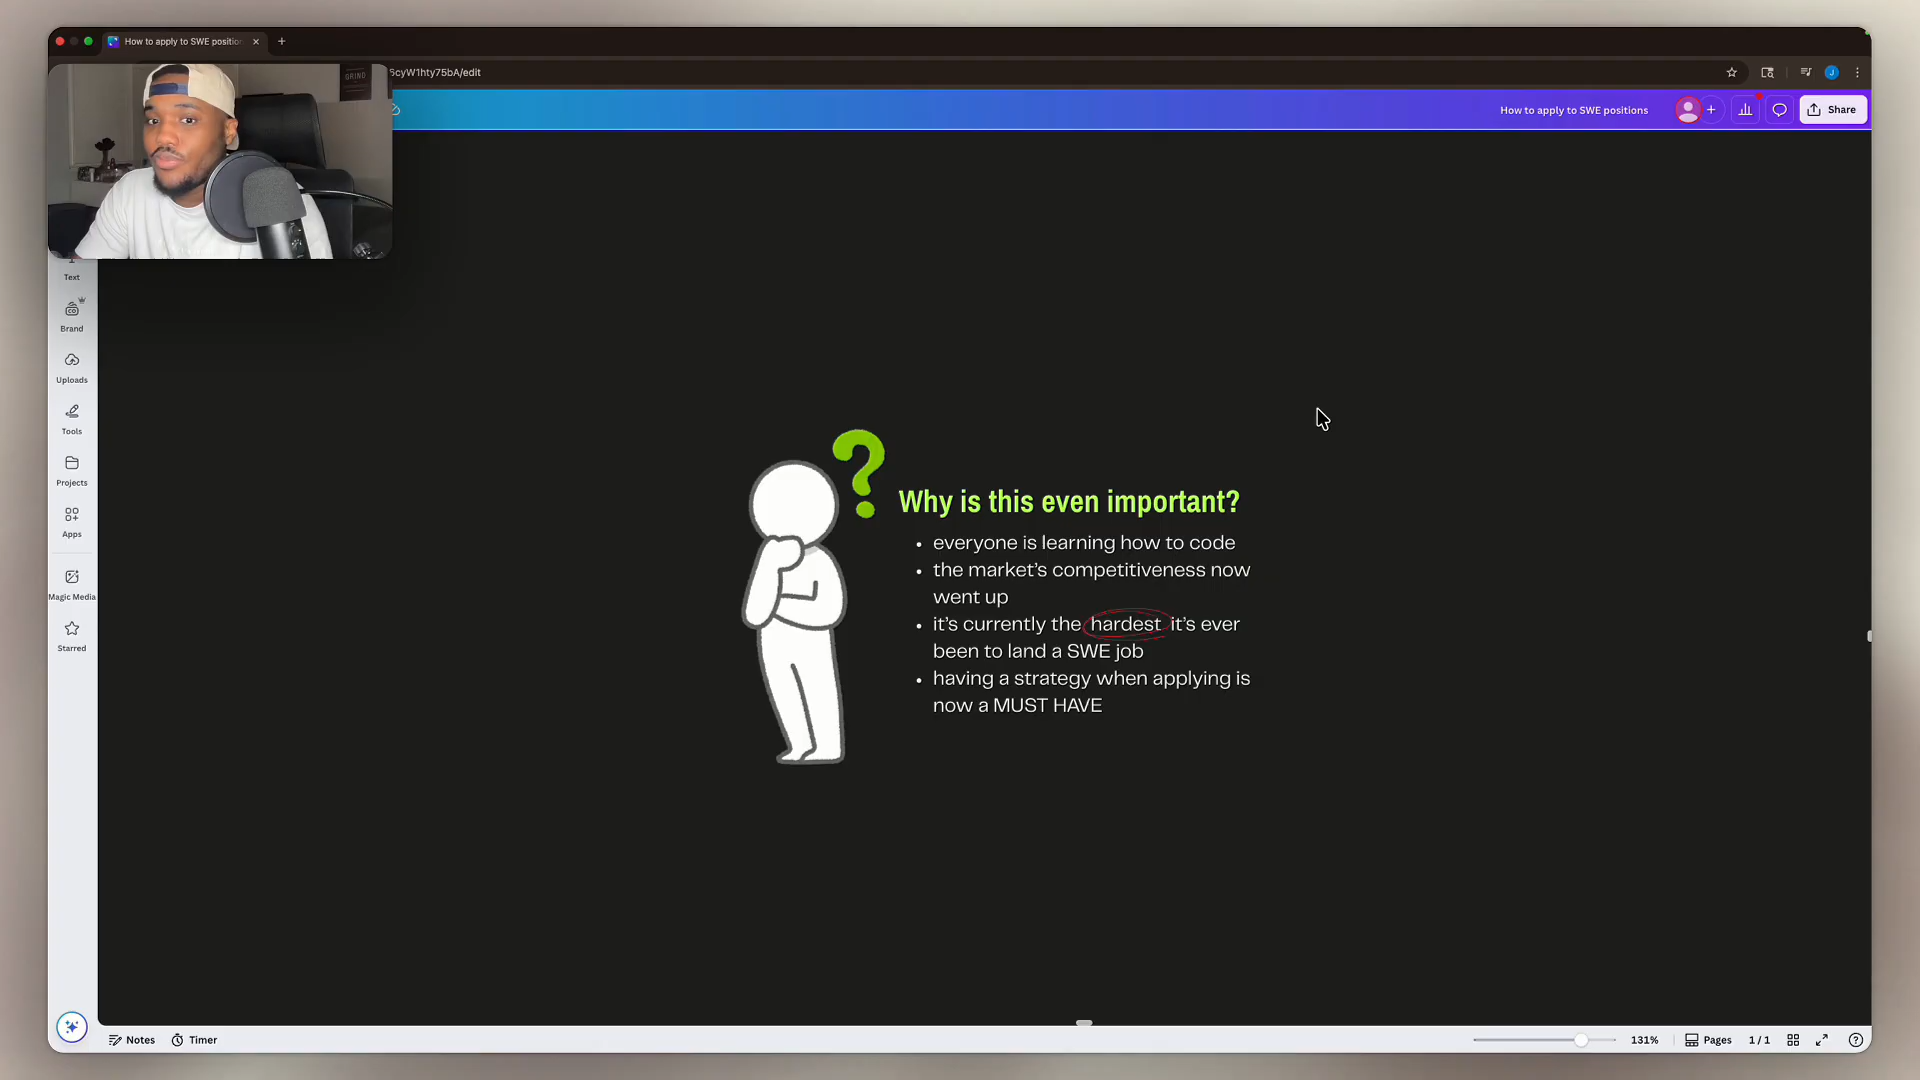 How to apply to SWE position
GRIND
5cyW1hty75bA/edit
J
How to apply to SWE positions
Share
Text
Brand
Uploads
Tools
Projects
Apps
Magic Media
Starred
Why is this even important?
• everyone is learning how to code
• the market’s competitiveness now
went up
• it’s currently the hardest it’s ever
been to land a SWE job
• having a strategy when applying is
now a MUST HAVE
Notes
Timer
131%
Pages
1 / 1